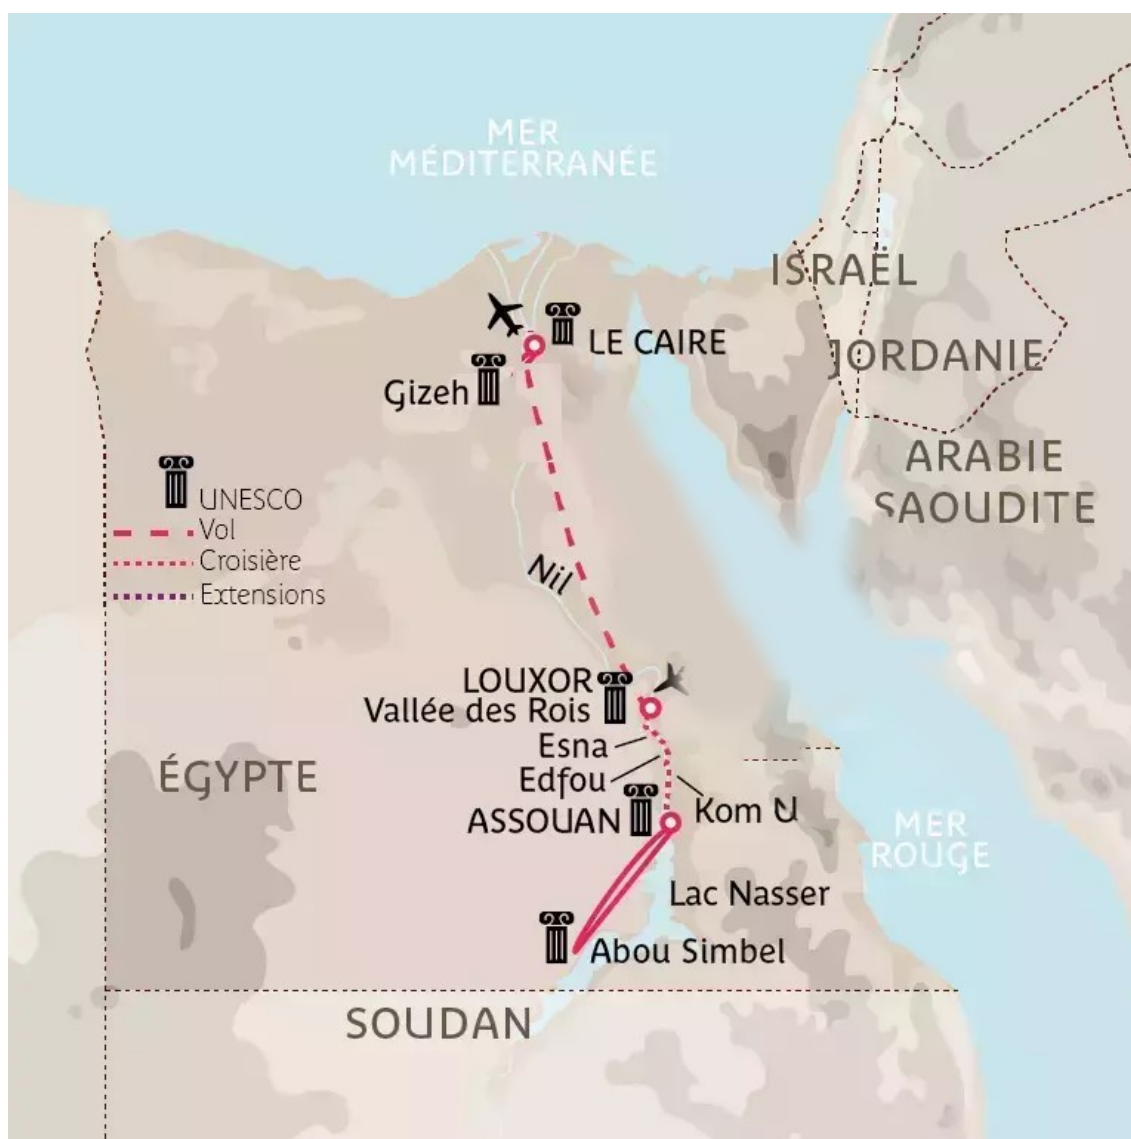 MER
MÉDITERRANÉE
ISRAËL
LE CAIRE
JORDANIE
Gizeh
ARABIE
SAOUDITE
UNESCO
Vol
Croisière
Extensions
Nil
LOUXOR
Vallée des Rois
Esna
Edfou
ÉGYPTE
ASSOUAN
Kom U
MER
ROUGE
Lac Nasser
Abou Simbel
SOUDAN